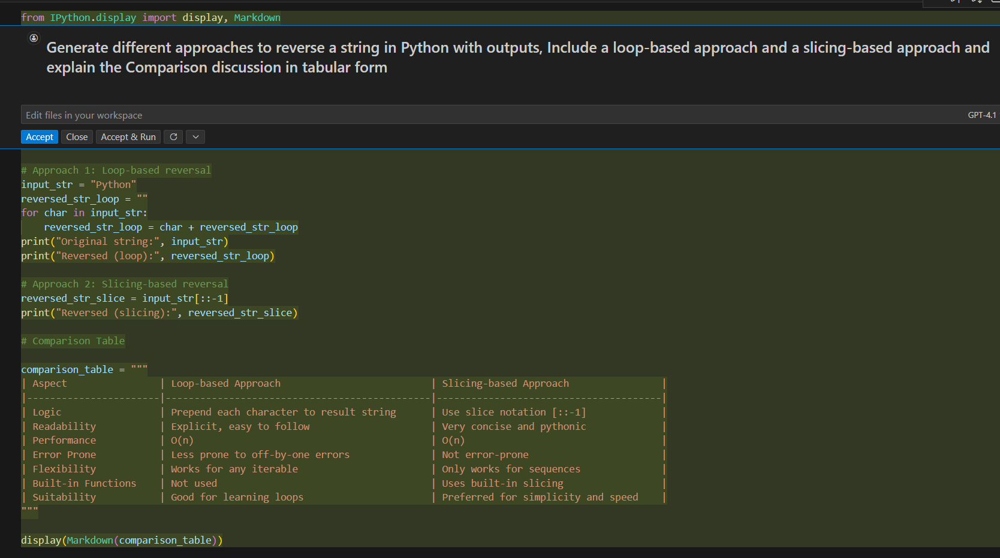 from IPython.display import display, Markdown
Generate different approaches to reverse a string in Python with outputs, Include a loop-based approach and a slicing-based approach and
explain the Comparison discussion in tabular form
Edit files in your workspace GPT-4.1
Accept Close Accept & Run
# Approach 1: Loop-based reversal
input_str = "Python"
reversed_str_loop = ""
for char in input_str:
    reversed_str_loop = char + reversed_str_loop
print("Original string:", input_str)
print("Reversed (loop):", reversed_str_loop)
# Approach 2: Slicing-based reversal
reversed_str_slice = input_str[::-1]
print("Reversed (slicing):", reversed_str_slice)
# Comparison Table
comparison_table = """
| Aspect                | Loop-based Approach                          | Slicing-based Approach                |
|-----------------------|----------------------------------------------|---------------------------------------|
| Logic                 | Prepend each character to result string      | Use slice notation [::-1]             |
| Readability           | Explicit, easy to follow                     | Very concise and pythonic             |
| Performance           | O(n)                                         | O(n)                                  |
| Error Prone           | Less prone to off-by-one errors              | Not error-prone                       |
| Flexibility           | Works for any iterable                       | Only works for sequences              |
| Built-in Functions    | Not used                                     | Uses built-in slicing                 |
| Suitability           | Good for learning loops                      | Preferred for simplicity and speed    |
"""
display(Markdown(comparison_table))